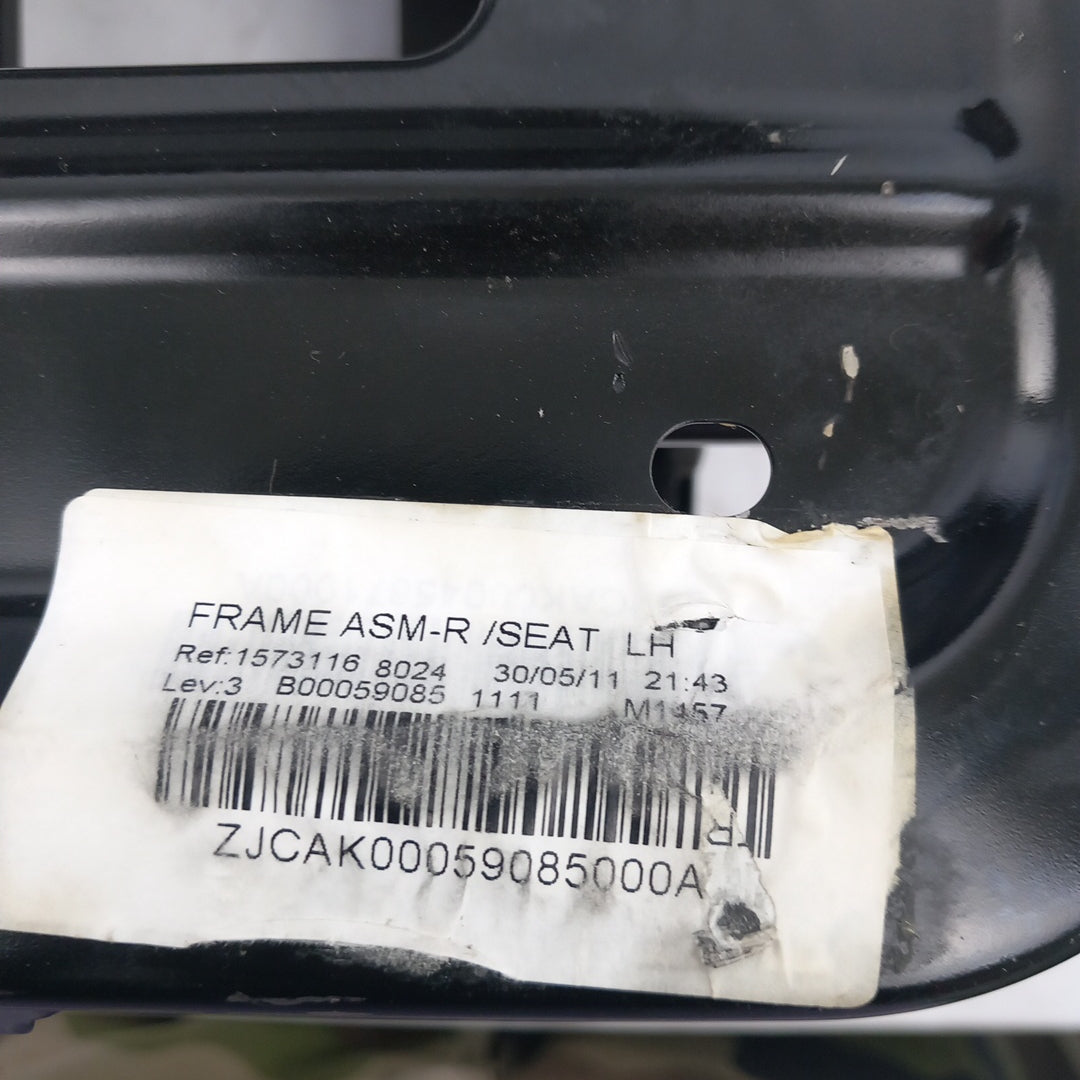 FRAME ASM-R /SEAT LH
Ref:1573116 8024 30/05/11 21:43
Lev:3 B00059085 1111
ZJCAK00059085000A